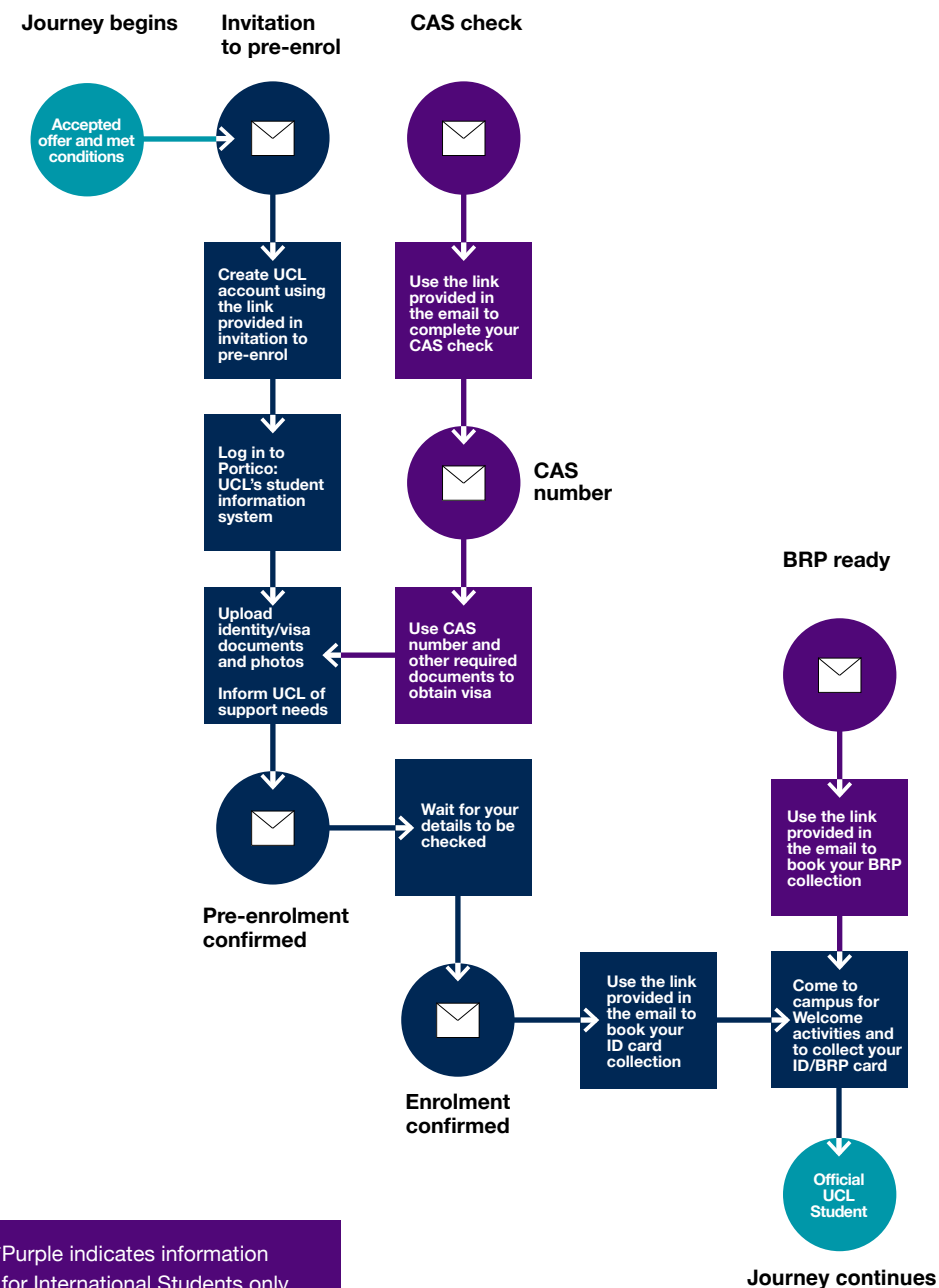 Journey begins
Invitation
to pre-enrol
CAS check
Accepted
offer and met
conditions
Create UCL
account using
the link
provided in
invitation to
pre-enrol
Use the link
provided in
the email to
complete your
CAS check
Log in to
Portico:
UCL's student
information
system
CAS
number
Upload
identity/visa
documents
and photos
Inform UCL of
support needs
Use CAS
number and
other required
documents to
obtain visa
BRP ready
Wait for your
details to be
checked
Use the link
provided in
the email to
book your BRP
collection
Pre-enrolment
confirmed
Enrolment
confirmed
Use the link
provided in
the email to
book your
ID card
collection
Come to
campus for
Welcome
activities and
to collect your
ID/BRP card
Official
UCL
Student
Journey continues
Purple indicates information
for International Students only